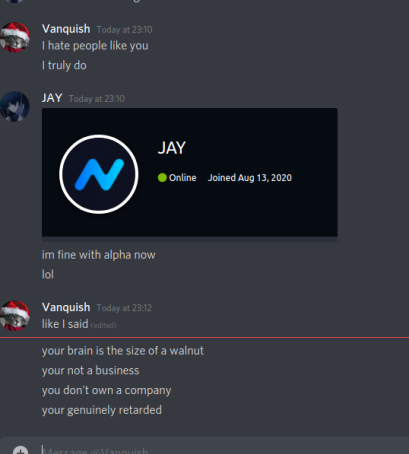 Vanquish Today at 23:10
I hate people like you
I truly do
JAY Today at 23:10
JAY
Online Joined Aug 13, 2020
im fine with alpha now
lol
Vanquish Today at 23:12
like I said (edited)
your brain is the size of a walnut
your not a business
you don't own a company
your genuinely retarded
Message @Vanquish